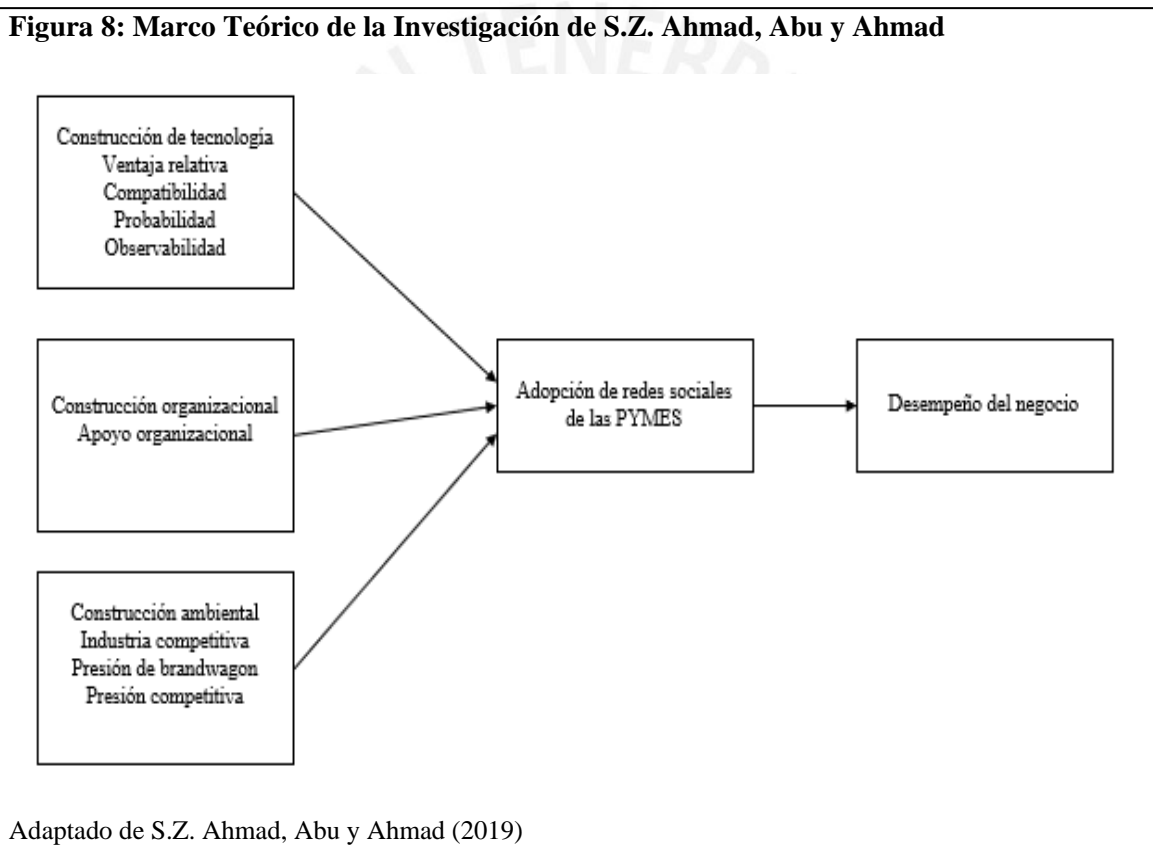 Figura 8: Marco Teórico de la Investigación de S.Z. Ahmad, Abu y Ahmad
Construcción de tecnología
Ventaja relativa
Compatibilidad
Probabilidad
Observabilidad
Construcción organizacional
Apoyo organizacional
Construcción ambiental
Industria competitiva
Presión de brandwagon
Presión competitiva
Adopción de redes sociales
de las PYMES
Desempeño del negocio
Adaptado de S.Z. Ahmad, Abu y Ahmad (2019)